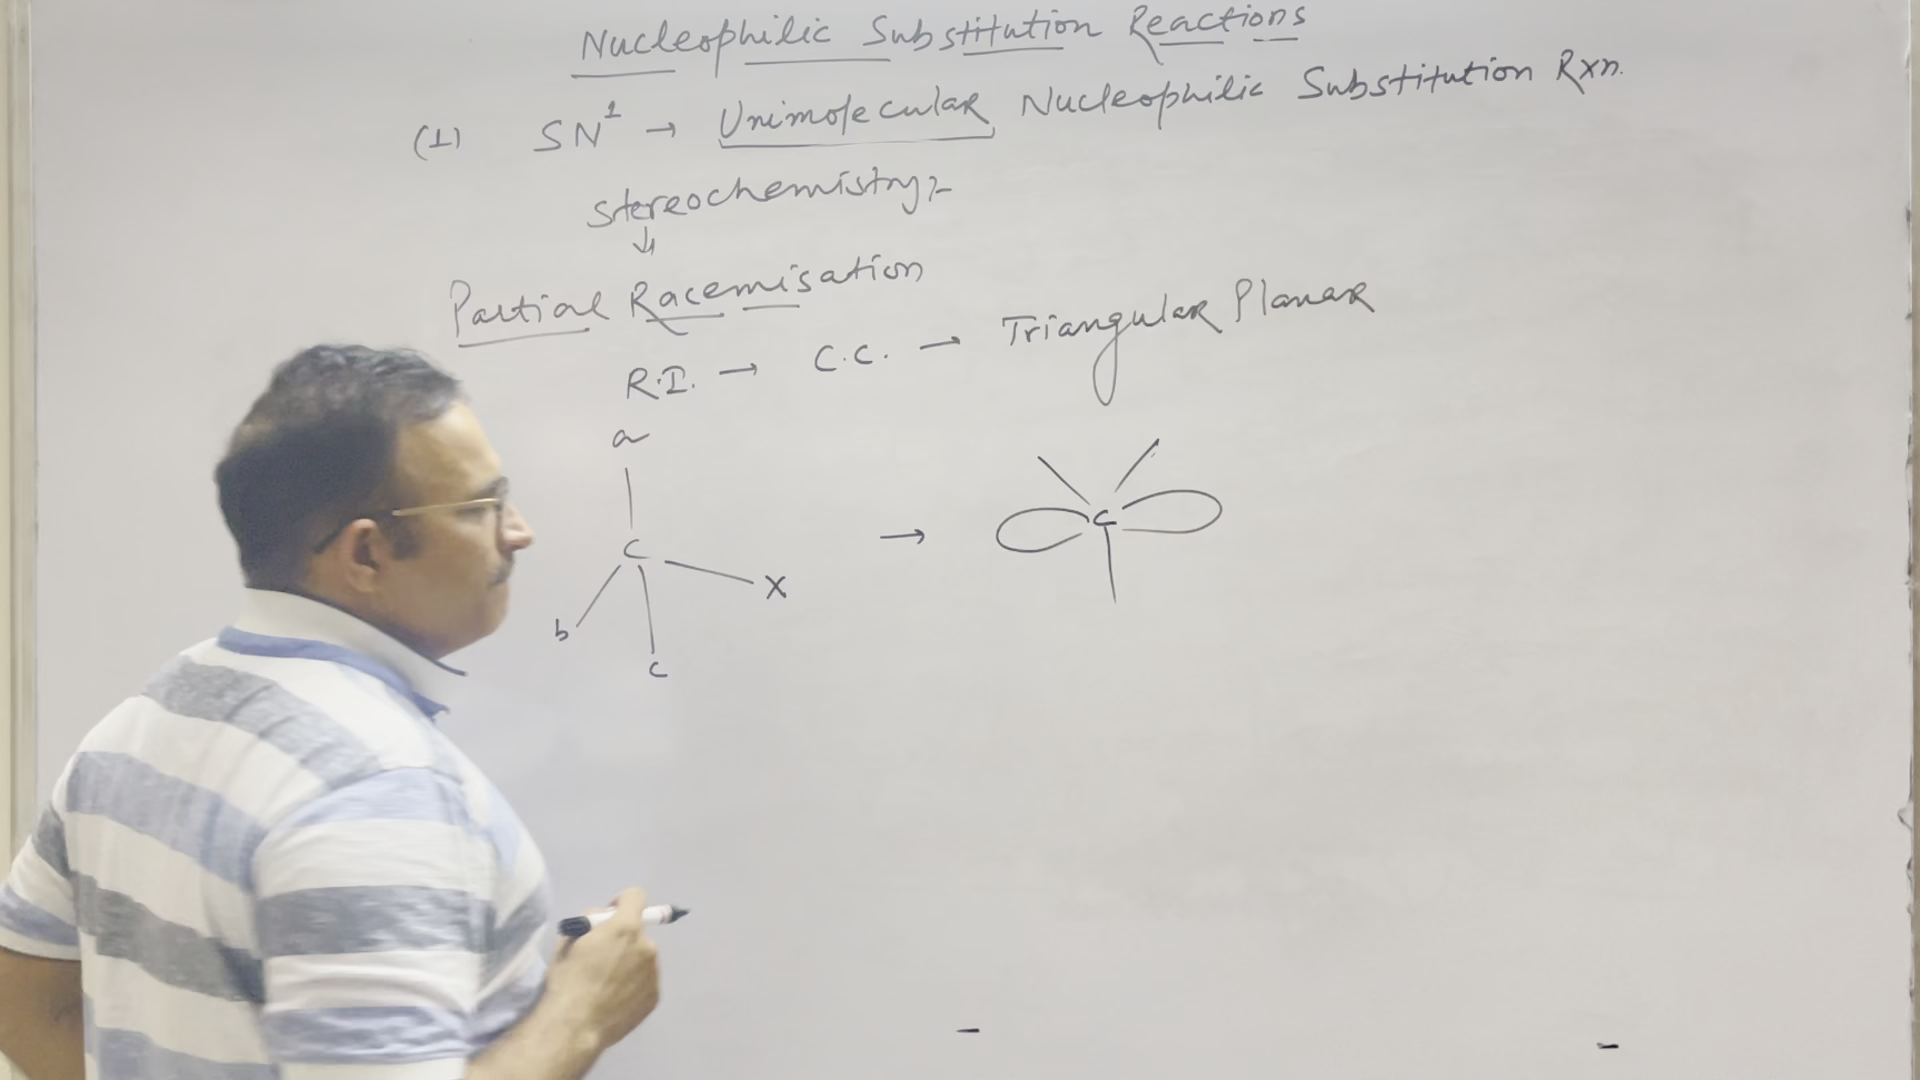 Nucleophilic Substitution Reactions
(1) SN¹ → Unimolecular Nucleophilic Substitution Rxn.
Stereochemistry:-
↓
Partial Racemisation
R.I. → C.C. → Triangular Planar
a
C
X
b
c
→
C